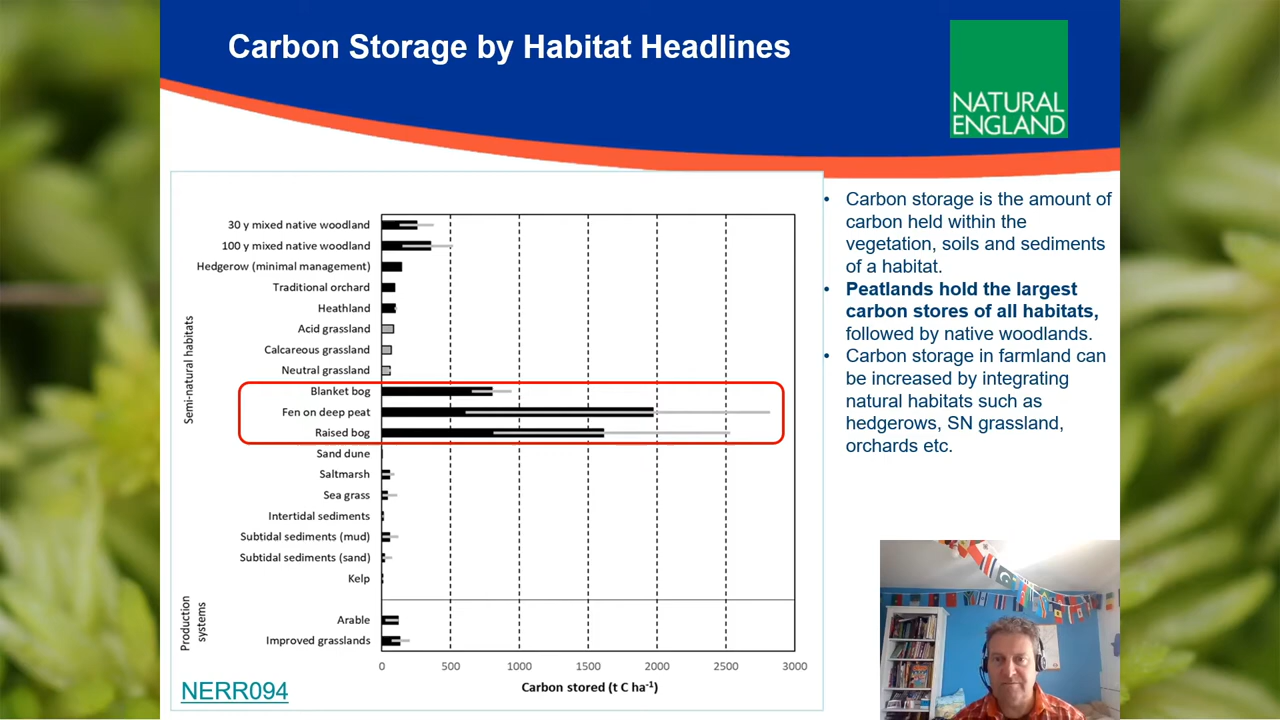 Carbon Storage by Habitat Headlines
NATURAL
ENGLAND
Semi-natural habitats
30 y mixed native woodland
100 y mixed native woodland
Hedgerow (minimal management)
Traditional orchard
Heathland
Acid grassland
Calcareous grassland
Neutral grassland
Blanket bog
Fen on deep peat
Raised bog
Sand dune
Saltmarsh
Sea grass
Intertidal sediments
Subtidal sediments (mud)
Subtidal sediments (sand)
Kelp
Production
systems
Arable
Improved grasslands
0 500 1000 1500 2000 2500 3000
Carbon stored (t C ha⁻¹)
NERR094
• Carbon storage is the amount of
carbon held within the
vegetation, soils and sediments
of a habitat.
• Peatlands hold the largest
carbon stores of all habitats,
followed by native woodlands.
• Carbon storage in farmland can
be increased by integrating
natural habitats such as
hedgerows, SN grassland,
orchards etc.